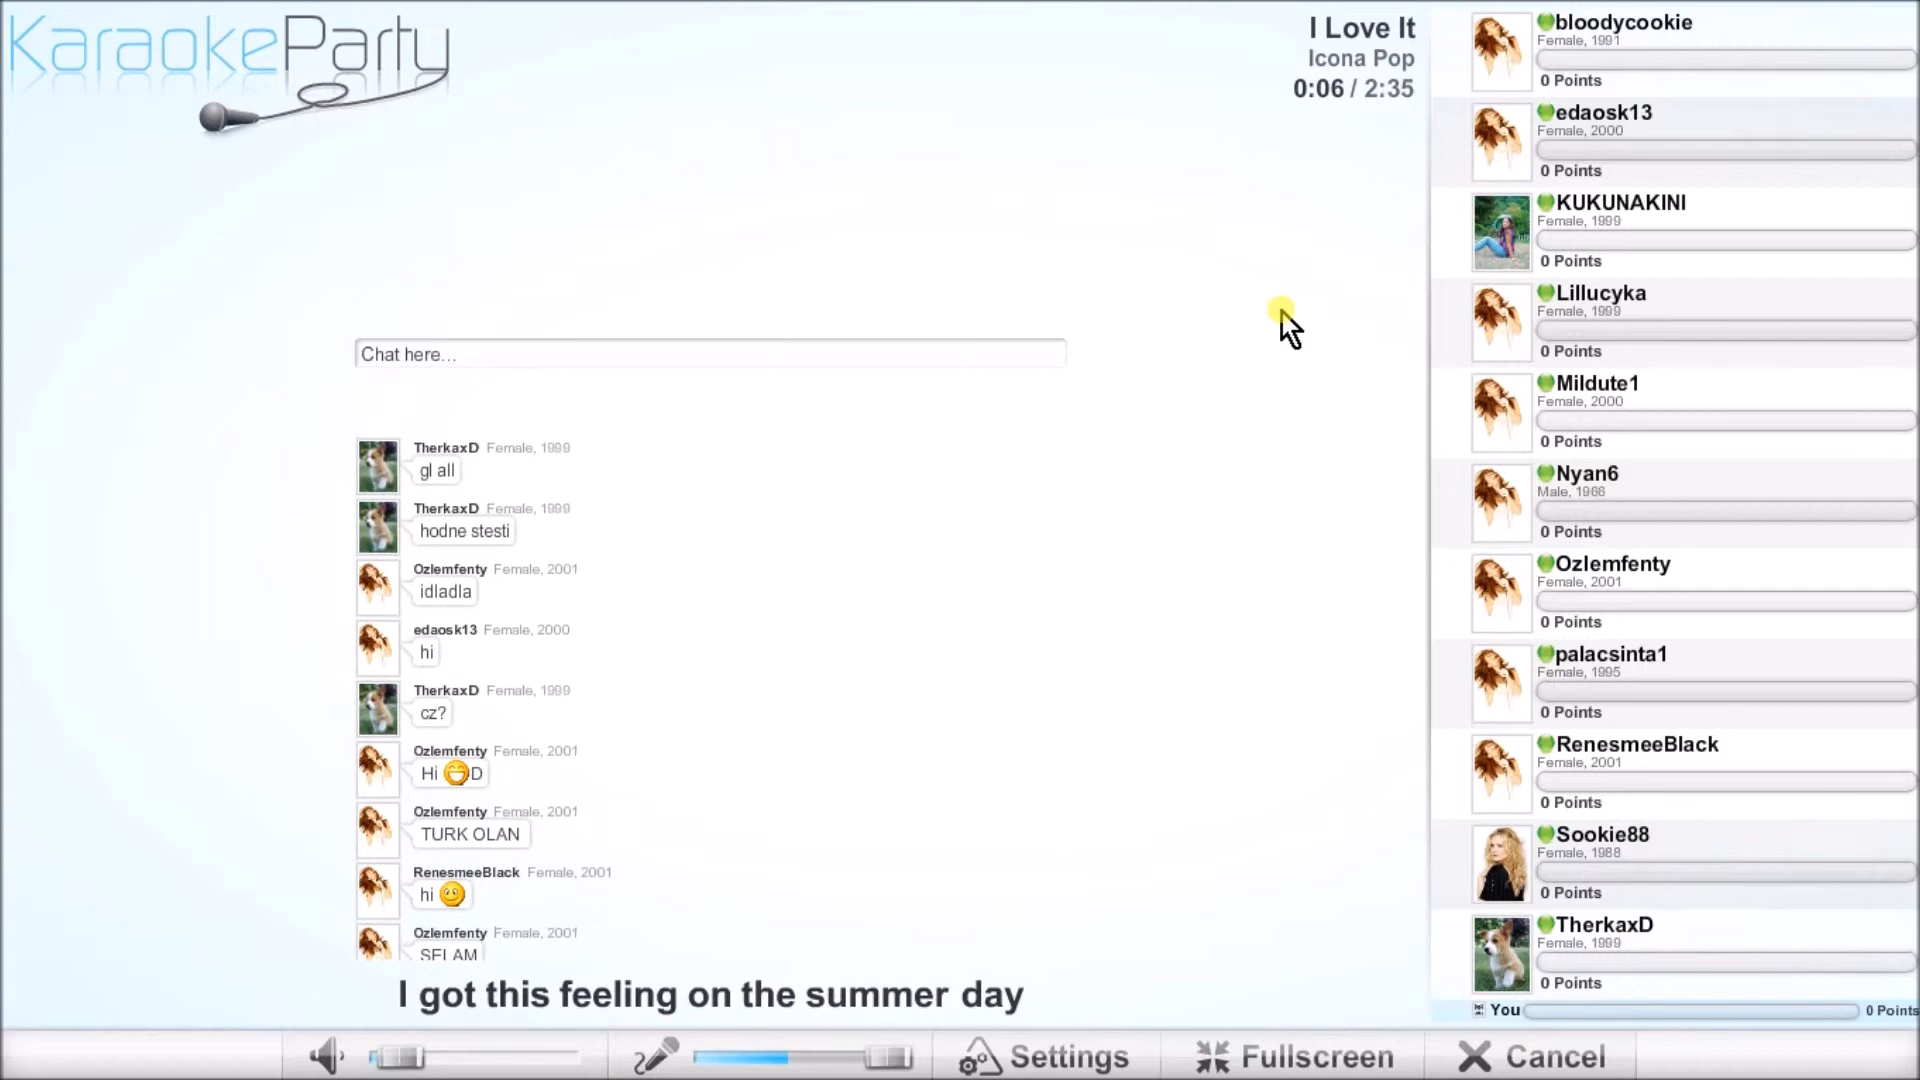 KaraokeParty
I Love It
Icona Pop
0:06 / 2:35
Chat here...
TherkaxD Female, 1999
gl all
TherkaxD Female, 1999
hodne stesti
Ozlemfenty Female, 2001
idladla
edaosk13 Female, 2000
hi
TherkaxD Female, 1999
cz?
Ozlemfenty Female, 2001
Hi D
Ozlemfenty Female, 2001
TURK OLAN
RenesmeeBlack Female, 2001
hi
Ozlemfenty Female, 2001
SELAM
I got this feeling on the summer day
bloodycookie
Female, 1991
0 Points
edaosk13
Female, 2000
0 Points
KUKUNAKINI
Female, 1999
0 Points
Lillucyka
Female, 1999
0 Points
Mildute1
Female, 2000
0 Points
Nyan6
Male, 1966
0 Points
Ozlemfenty
Female, 2001
0 Points
palacsinta1
Female, 1995
0 Points
RenesmeeBlack
Female, 2001
0 Points
Sookie88
Female, 1988
0 Points
TherkaxD
Female, 1999
0 Points
You 0 Points
Settings
Fullscreen
Cancel